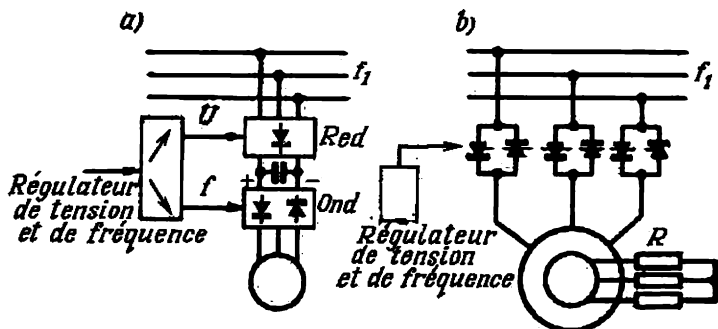 a)
f₁
U
Red
+
−
f
Ond
Régulateur
de tension
et de fréquence
b)
f₁
Régulateur
de tension
et de fréquence
R